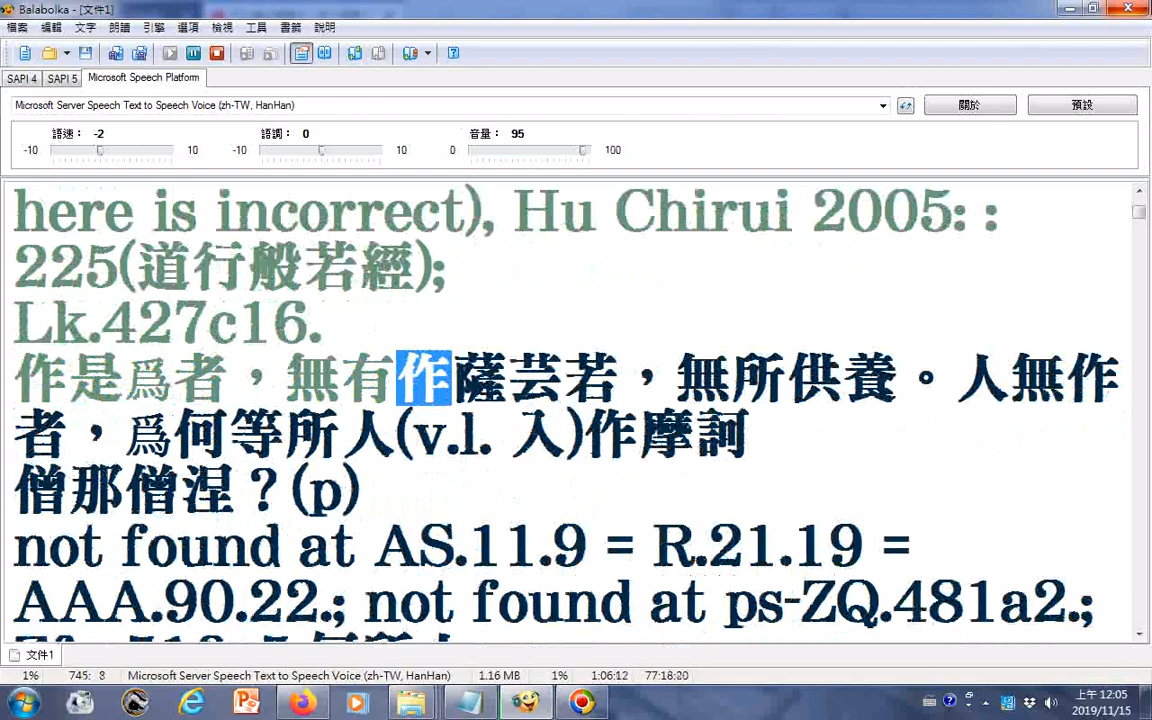 Balabolka - [文件1]
檔案 編輯 文字 朗讀 引擎 選項 檢視 工具 書籤 說明
SAPI 4 SAPI 5 Microsoft Speech Platform
Microsoft Server Speech Text to Speech Voice (zh-TW, HanHan) 關於 預設
語速： -2 語調： 0 音量： 95
-10 10 -10 10 0 100
here is incorrect), Hu Chirui 2005: :
225(道行般若經);
Lk.427c16.
作是爲者，無有作薩芸若，無所供養。人無作
者，爲何等所人(v.l. 入)作摩訶
僧那僧涅？(p)
not found at AS.11.9 = R.21.19 =
AAA.90.22.; not found at ps-ZQ.481a2.;
文件1
1% 745: 8 Microsoft Server Speech Text to Speech Voice (zh-TW, HanHan) 1.16 MB 1% 1:06:12 77:18:20
上午 12:05
2019/11/15